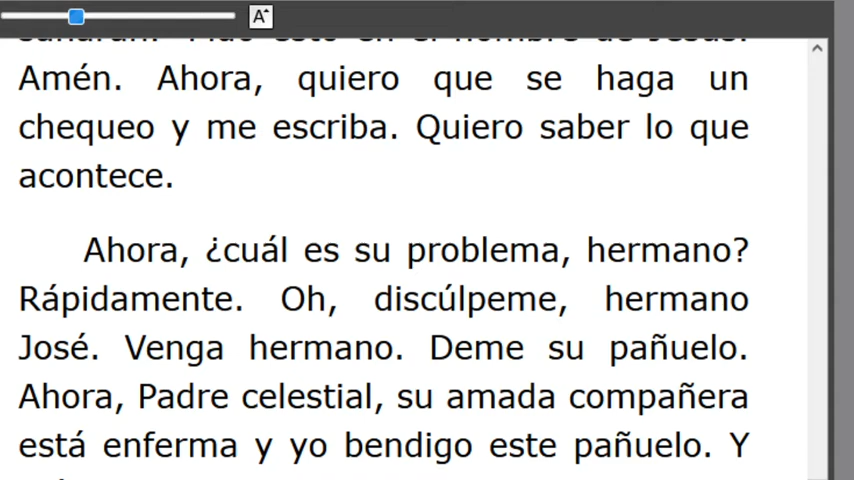 A
Amén. Ahora, quiero que se haga un
chequeo y me escriba. Quiero saber lo que
acontece.
Ahora, ¿cuál es su problema, hermano?
Rápidamente. Oh, discúlpeme, hermano
José. Venga hermano. Deme su pañuelo.
Ahora, Padre celestial, su amada compañera
está enferma y yo bendigo este pañuelo. Y